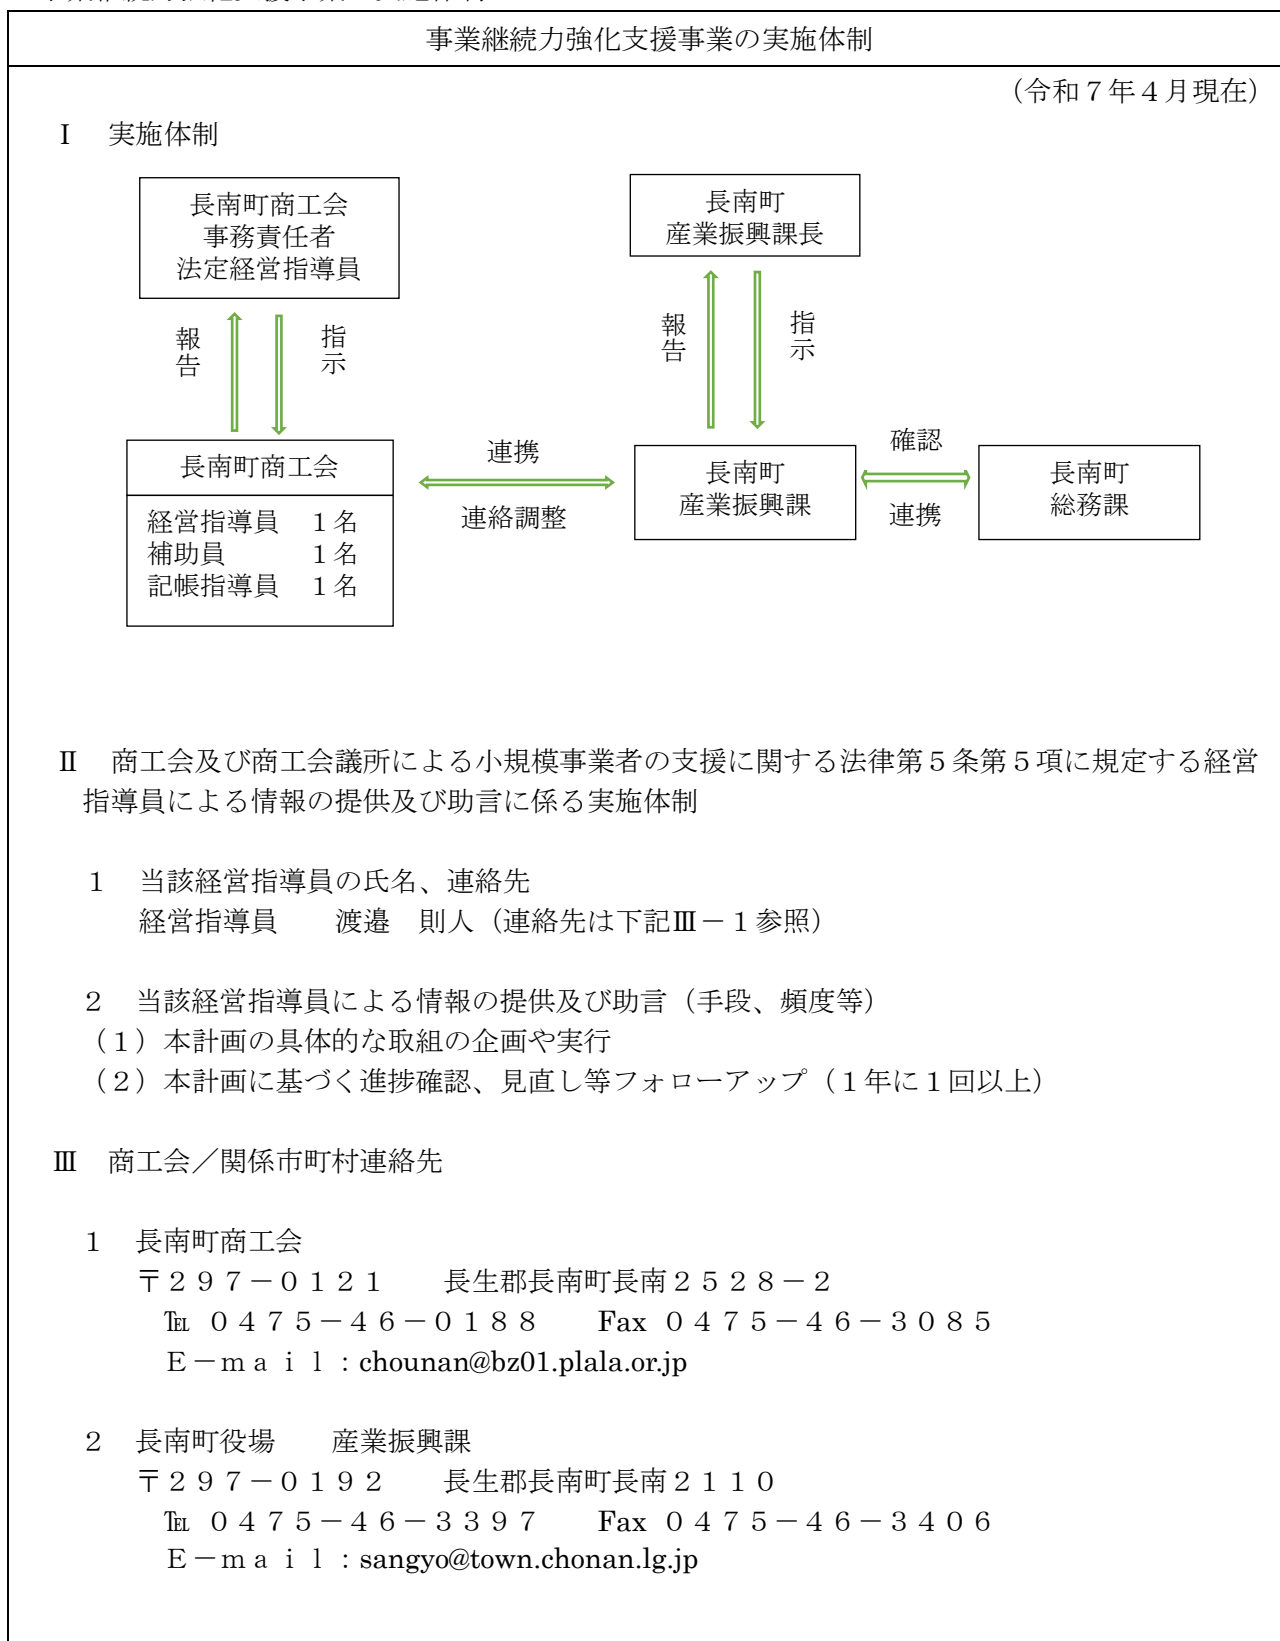 事業継続力強化支援事業の実施体制
（令和７年４月現在）
Ⅰ　実施体制
長南町商工会
事務責任者
法定経営指導員
長南町
産業振興課長
報告
指示
報告
指示
長南町商工会
経営指導員　１名
補助員　　　１名
記帳指導員　１名
連携
連絡調整
長南町
産業振興課
確認
連携
長南町
総務課
Ⅱ　商工会及び商工会議所による小規模事業者の支援に関する法律第５条第５項に規定する経営
指導員による情報の提供及び助言に係る実施体制
１　当該経営指導員の氏名、連絡先
経営指導員　　渡邉　則人（連絡先は下記Ⅲ－１参照）
２　当該経営指導員による情報の提供及び助言（手段、頻度等）
（１）本計画の具体的な取組の企画や実行
（２）本計画に基づく進捗確認、見直し等フォローアップ（１年に１回以上）
Ⅲ　商工会／関係市町村連絡先
１　長南町商工会
〒２９７－０１２１　　長生郡長南町長南２５２８－２
℡ ０４７５－４６－０１８８　　Fax ０４７５－４６－３０８５
Ｅ－ｍａｉｌ：chounan@bz01.plala.or.jp
２　長南町役場　　産業振興課
〒２９７－０１９２　　長生郡長南町長南２１１０
℡ ０４７５－４６－３３９７　　Fax ０４７５－４６－３４０６
Ｅ－ｍａｉｌ：sangyo@town.chonan.lg.jp